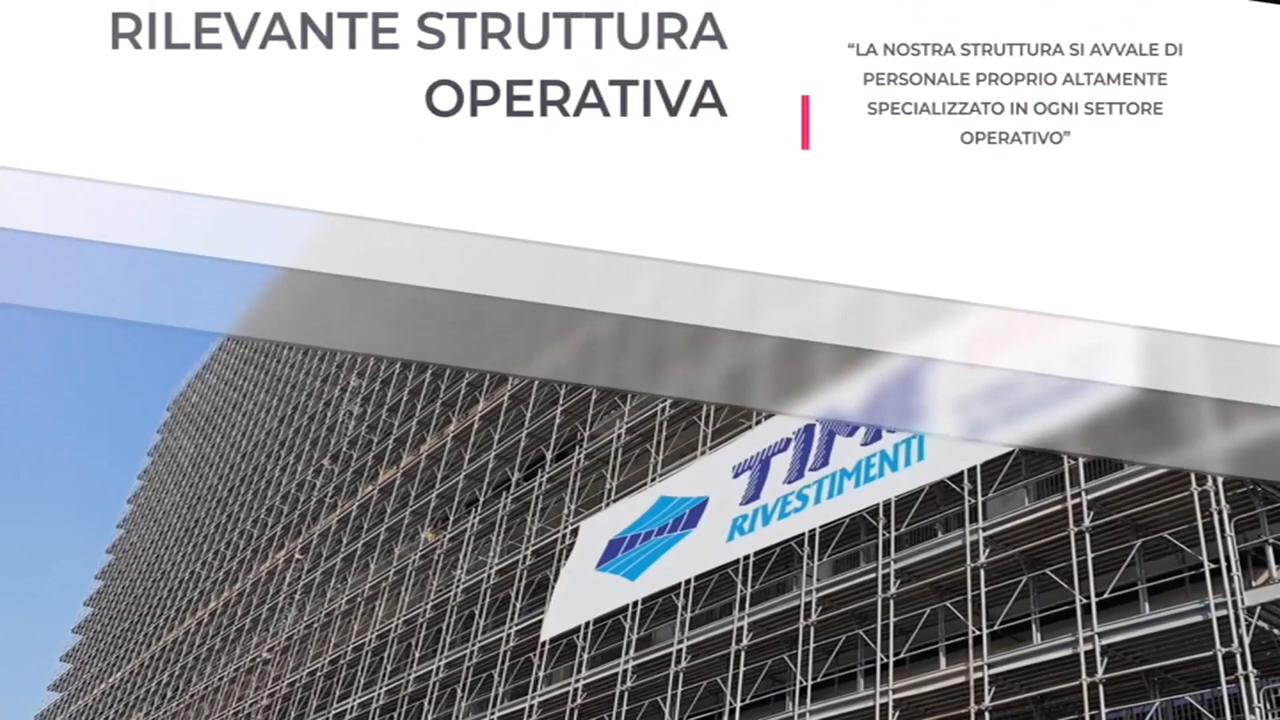 RILEVANTE STRUTTURA
OPERATIVA
“LA NOSTRA STRUTTURA SI AVVALE DI
PERSONALE PROPRIO ALTAMENTE
SPECIALIZZATO IN OGNI SETTORE
OPERATIVO”
RIVESTIMENTI